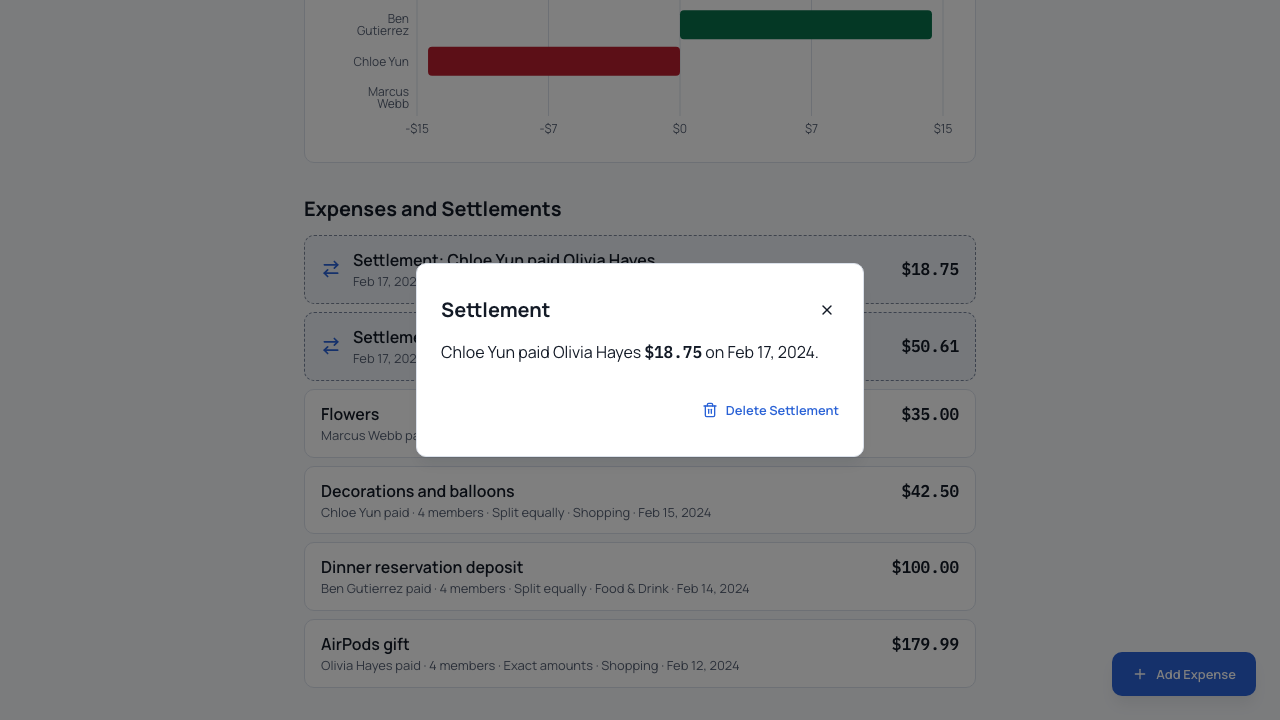 Ben
Gutierrez
Chloe Yun
Marcus
Webb
-$15
-$7
$0
$7
$15
Expenses and Settlements
Settlement: Chloe Yun paid Olivia Hayes
Feb 17, 202
$18.75
Settleme
Feb 17, 202
$50.61
Settlement
Chloe Yun paid Olivia Hayes $18.75 on Feb 17, 2024.
Delete Settlement
Flowers
Marcus Webb pa
$35.00
Decorations and balloons
Chloe Yun paid · 4 members · Split equally · Shopping · Feb 15, 2024
$42.50
Dinner reservation deposit
Ben Gutierrez paid · 4 members · Split equally · Food & Drink · Feb 14, 2024
$100.00
AirPods gift
Olivia Hayes paid · 4 members · Exact amounts · Shopping · Feb 12, 2024
$179.99
Add Expense